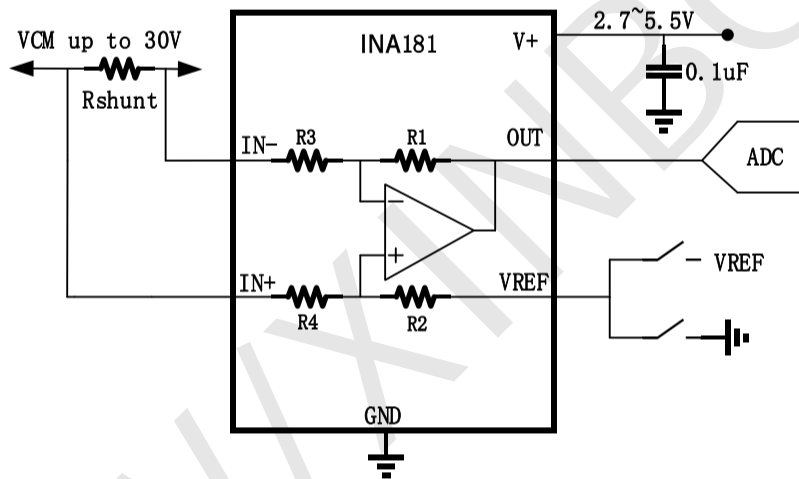 VCM up to 30V
Rshunt
INA181
V+
2.7~5.5V
0.1uF
IN-
R3
R1
OUT
ADC
IN+
R4
R2
VREF
VREF
GND